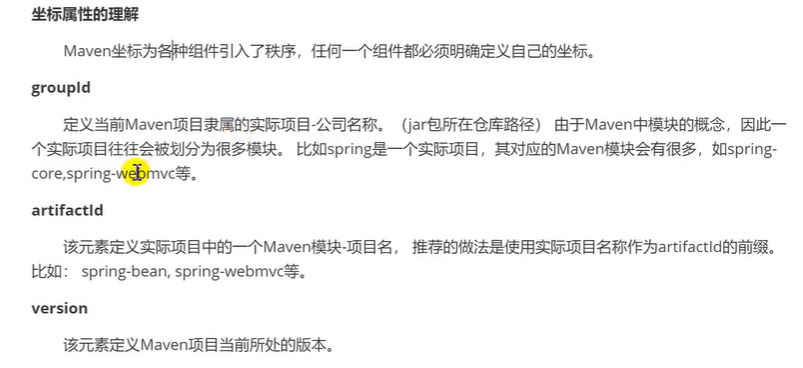 坐标属性的理解
Maven坐标为各种组件引入了秩序，任何一个组件都必须明确定义自己的坐标。
groupId
定义当前Maven项目隶属的实际项目-公司名称。（jar包所在仓库路径） 由于Maven中模块的概念，因此一
个实际项目往往会被划分为很多模块。 比如spring是一个实际项目，其对应的Maven模块会有很多，如spring-
core,spring-webmvc等。
artifactId
该元素定义实际项目中的一个Maven模块-项目名， 推荐的做法是使用实际项目名称作为artifactId的前缀。
比如： spring-bean, spring-webmvc等。
version
该元素定义Maven项目当前所处的版本。